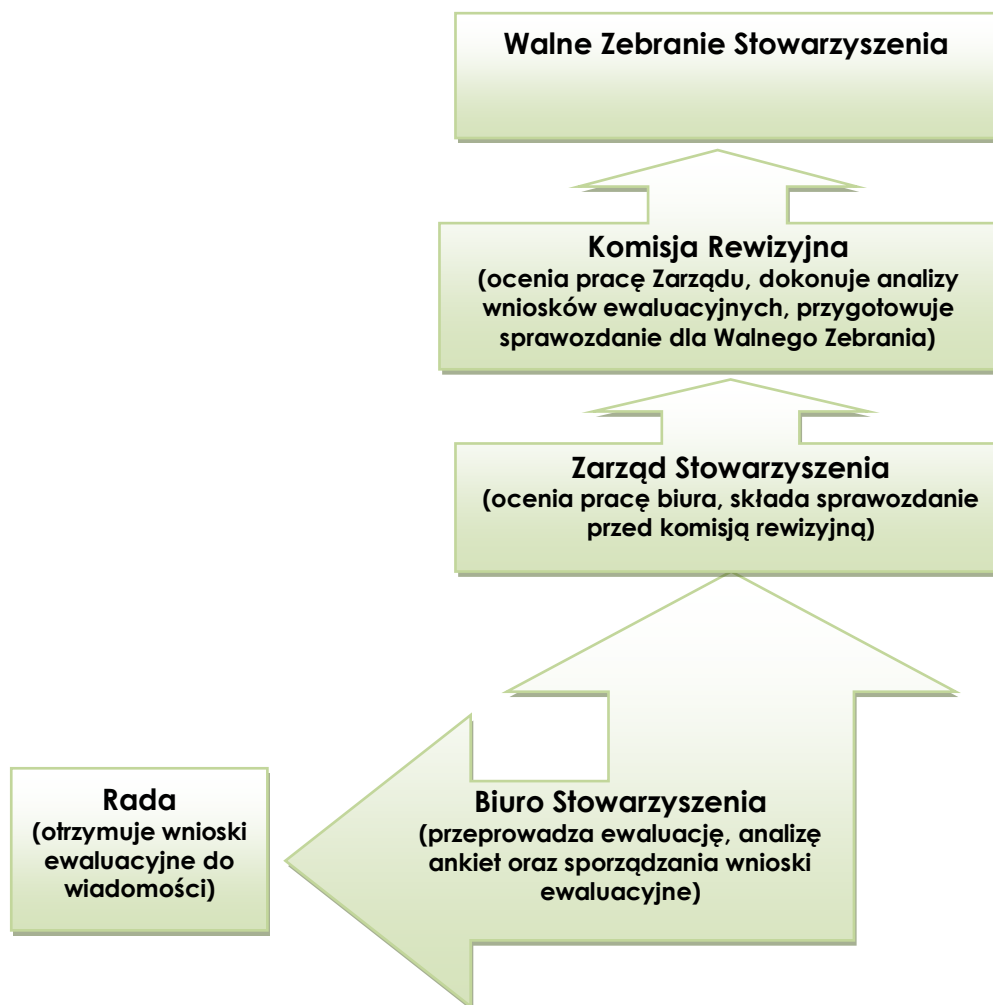 Walne Zebranie Stowarzyszenia
Komisja Rewizyjna
(ocenia pracę Zarządu, dokonuje analizy
wniosków ewaluacyjnych, przygotowuje
sprawozdanie dla Walnego Zebrania)
Zarząd Stowarzyszenia
(ocenia pracę biura, składa sprawozdanie
przed komisją rewizyjną)
Rada
(otrzymuje wnioski
ewaluacyjne do
wiadomości)
Biuro Stowarzyszenia
(przeprowadza ewaluację, analizę
ankiet oraz sporządzania wnioski
ewaluacyjne)